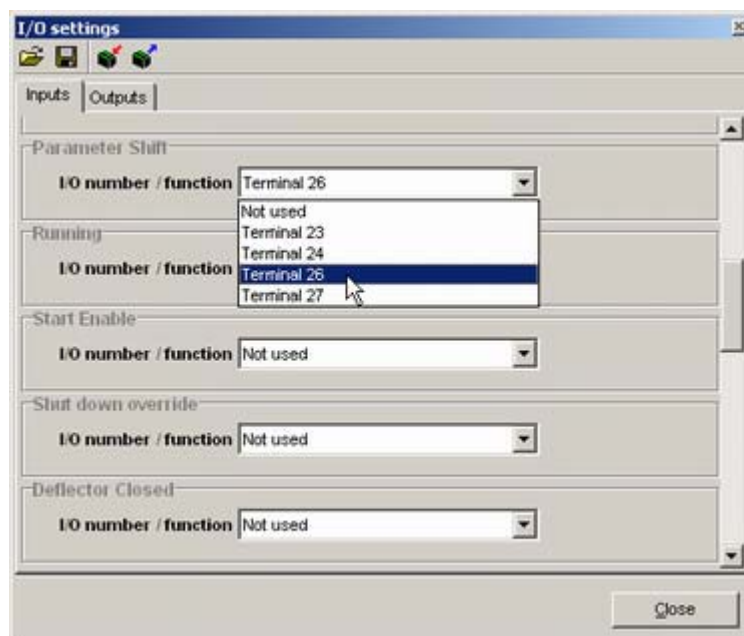 I/O settings
Inputs Outputs
Parameter Shift
I/O number / function Terminal 26
Not used
Terminal 23
Terminal 24
Terminal 26
Terminal 27
Running
I/O number / function
Start Enable
I/O number / function Not used
Shut down override
I/O number / function Not used
Deflector Closed
I/O number / function Not used
Close